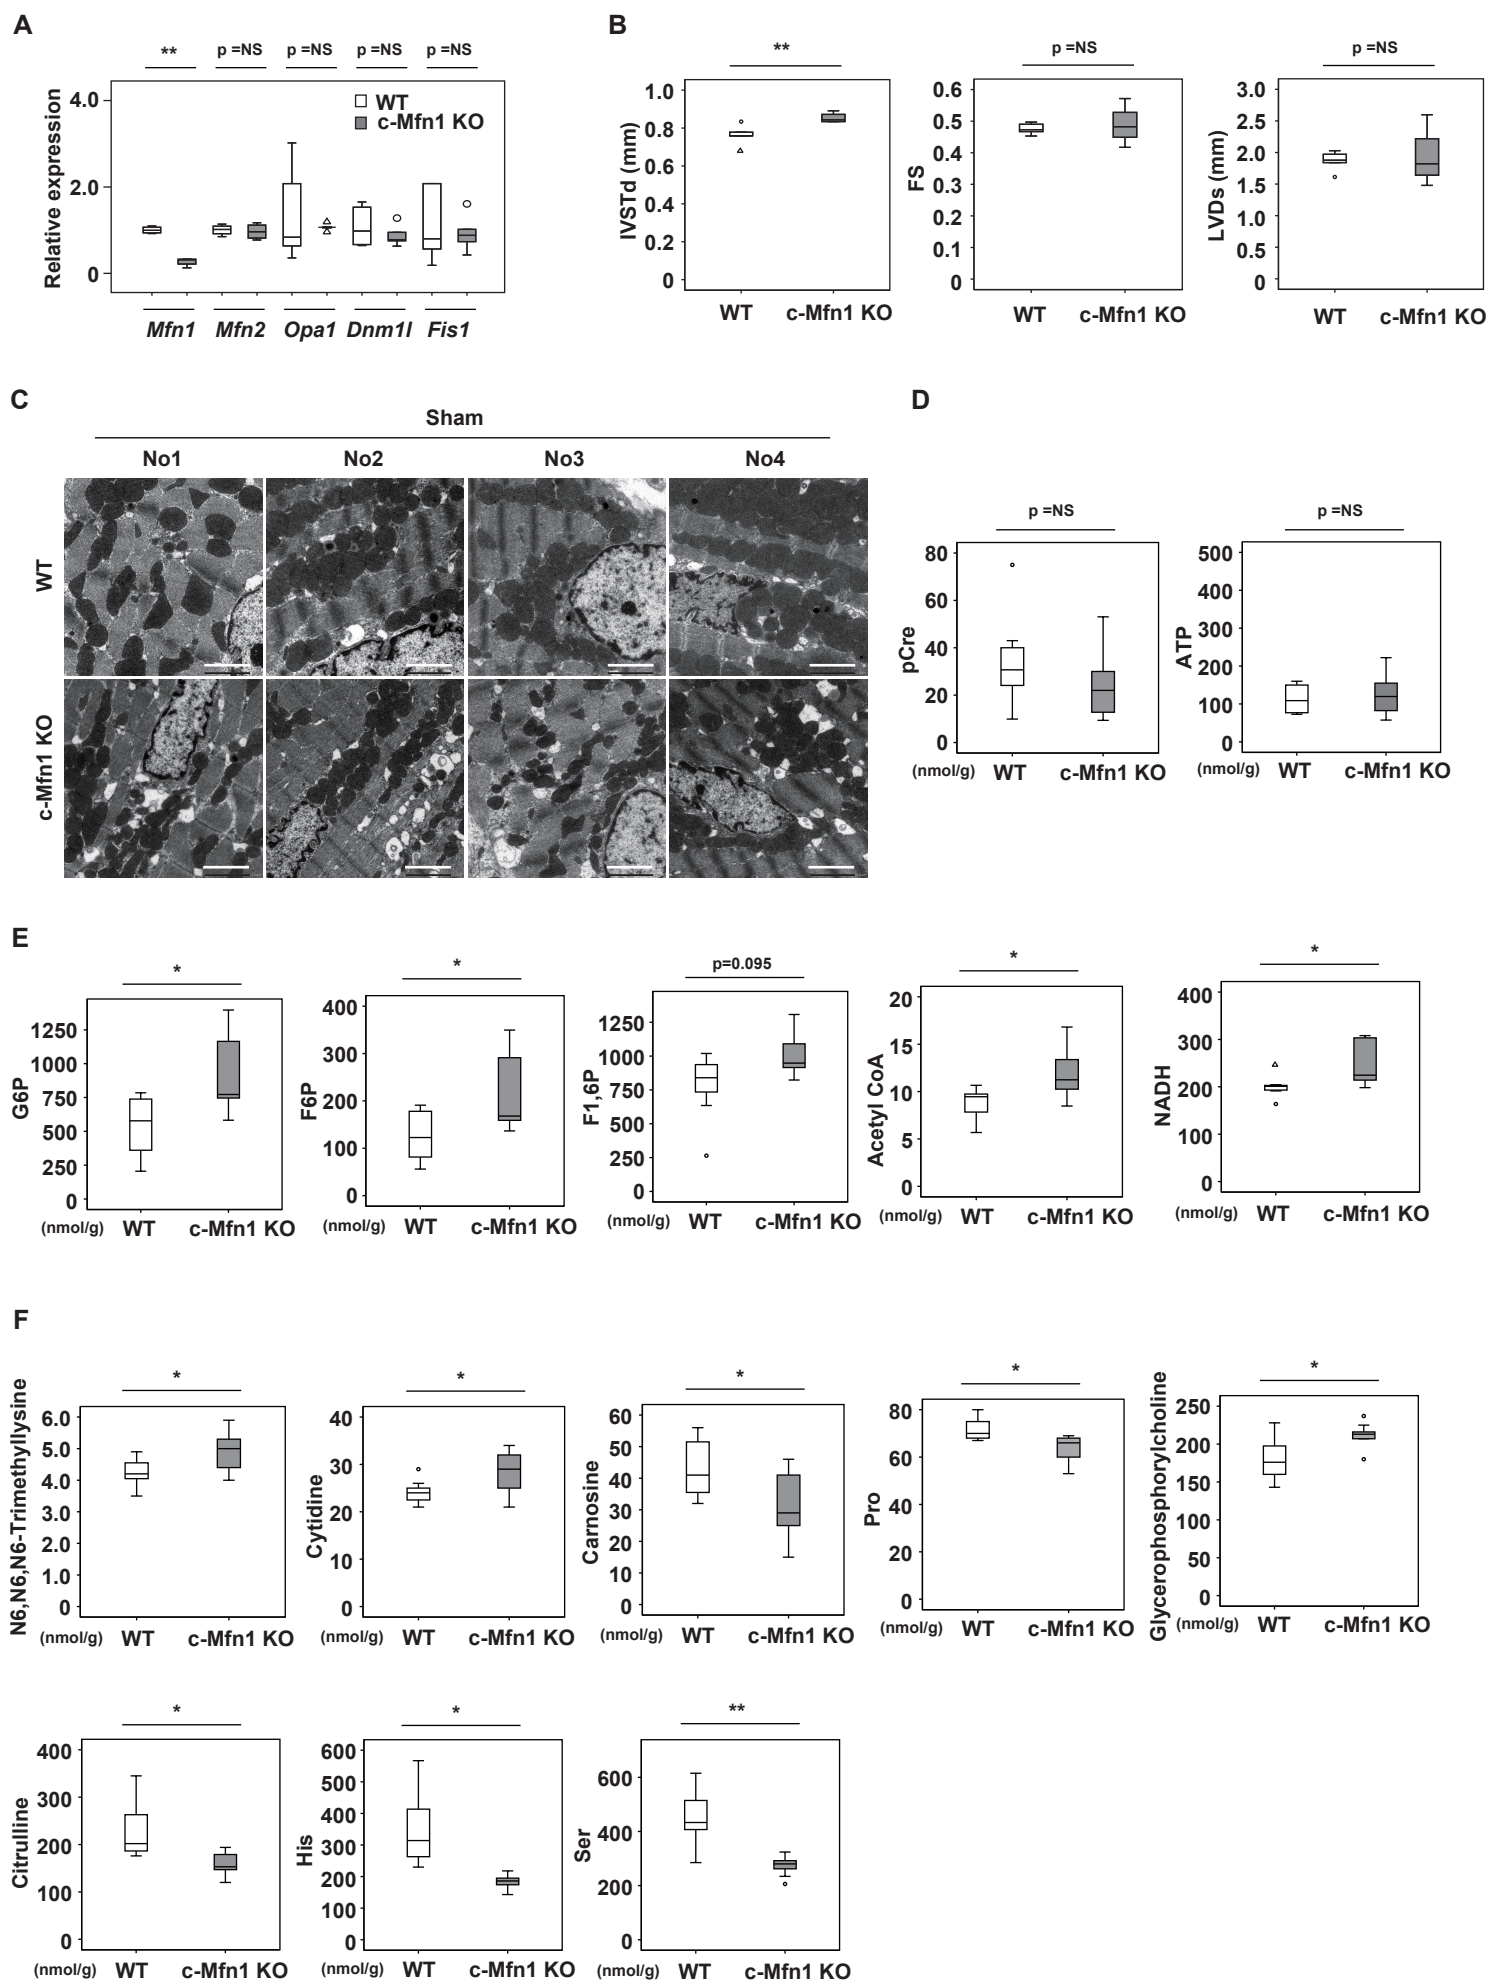 A
** p =NS p =NS p =NS p =NS
Relative expression
4.0
2.0
0
WT
c-Mfn1 KO
Mfn1 Mfn2 Opa1 Dnm1l Fis1
B
**
IVSTd (mm)
1.0
0.8
0.6
0.4
0.2
0
WT c-Mfn1 KO
p =NS
FS
0.6
0.5
0.4
0.3
0.2
0.1
0
WT c-Mfn1 KO
p =NS
LVDs (mm)
3.0
2.5
2.0
1.5
1.0
0.5
0
WT c-Mfn1 KO
C
Sham
No1 No2 No3 No4
WT
c-Mfn1 KO
D
p =NS
pCre
80
60
40
20
0
(nmol/g) WT c-Mfn1 KO
p =NS
ATP
500
400
300
200
100
0
(nmol/g) WT c-Mfn1 KO
E
*
G6P
1250
1000
750
500
250
0
(nmol/g) WT c-Mfn1 KO
*
F6P
400
300
200
100
0
(nmol/g) WT c-Mfn1 KO
p=0.095
F1,6P
1250
1000
750
500
250
0
(nmol/g) WT c-Mfn1 KO
*
Acetyl CoA
20
15
10
5
0
(nmol/g) WT c-Mfn1 KO
*
NADH
400
300
200
100
0
(nmol/g) WT c-Mfn1 KO
F
*
N6,N6,N6-Trimethyllysine
6.0
5.0
4.0
3.0
2.0
1.0
0
(nmol/g) WT c-Mfn1 KO
*
Cytidine
40
30
20
10
0
(nmol/g) WT c-Mfn1 KO
*
Carnosine
60
50
40
30
20
10
0
(nmol/g) WT c-Mfn1 KO
*
Pro
80
60
40
20
0
(nmol/g) WT c-Mfn1 KO
*
Glycerophosphorylcholine
250
200
150
100
50
0
(nmol/g) WT c-Mfn1 KO
*
Citrulline
400
300
200
100
0
(nmol/g) WT c-Mfn1 KO
*
His
600
500
400
300
200
100
0
(nmol/g) WT c-Mfn1 KO
**
Ser
600
400
200
0
(nmol/g) WT c-Mfn1 KO